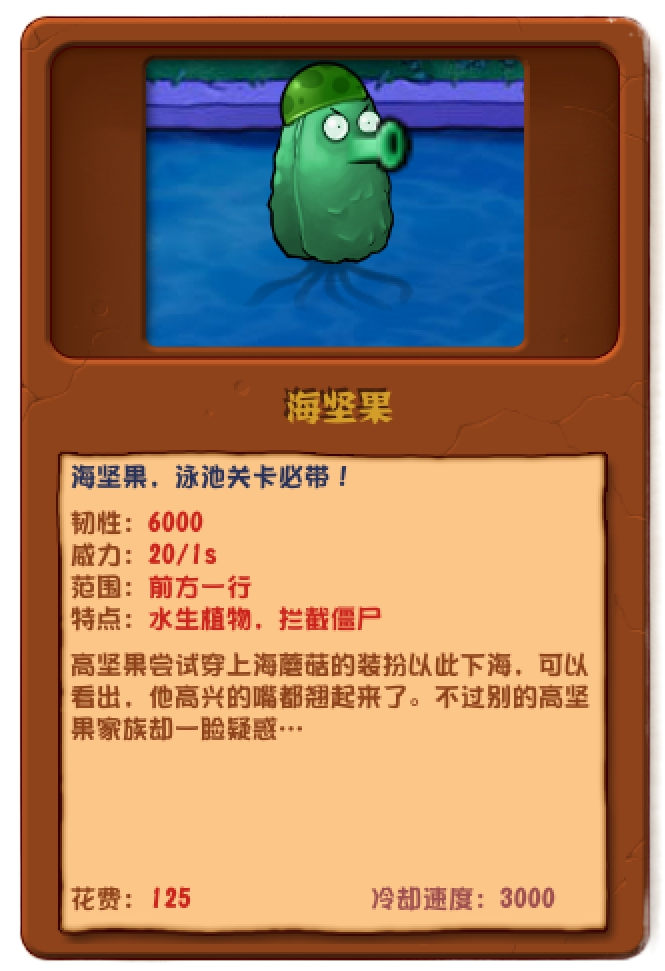 海坚果
海坚果，泳池关卡必带！
韧性：6000
威力：20/1s
范围：前方一行
特点：水生植物，拦截僵尸
高坚果尝试穿上海蘑菇的装扮以此下海，可以
看出，他高兴的嘴都翘起来了。不过别的高坚
果家族却一脸疑惑…
花费：125 冷却速度：3000